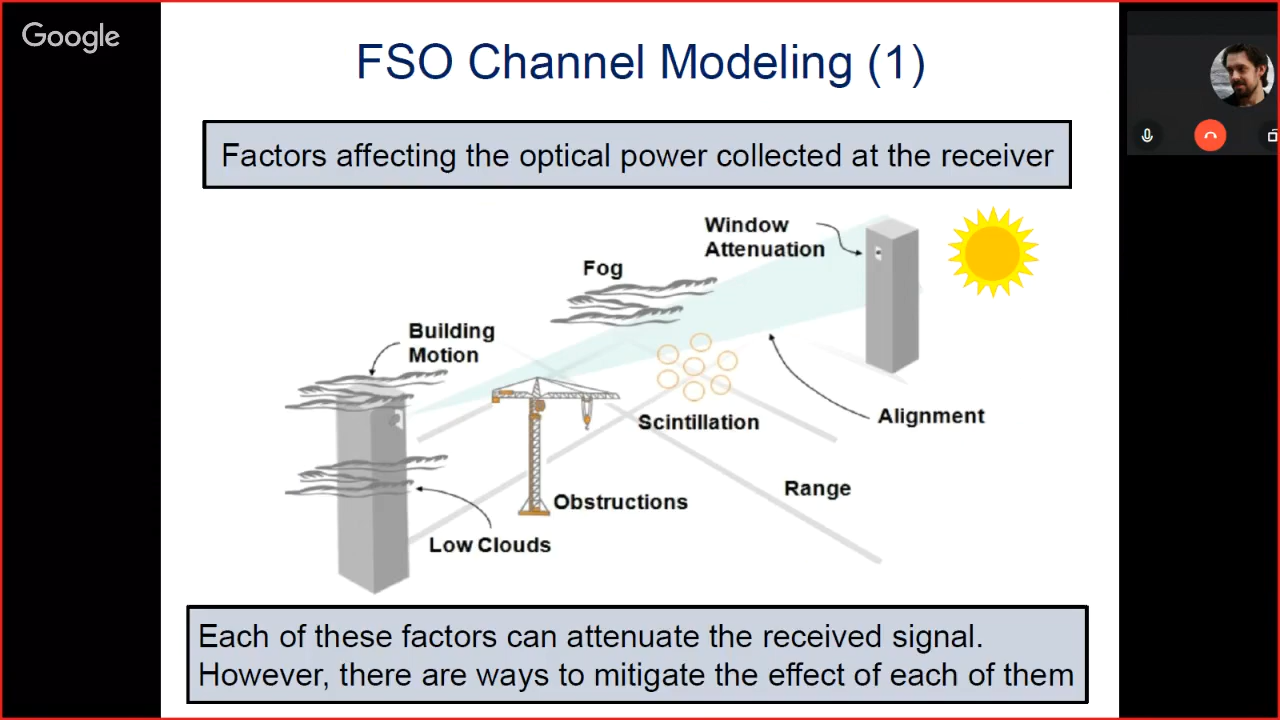 Google
FSO Channel Modeling (1)
Factors affecting the optical power collected at the receiver
Window
Attenuation
Fog
Building
Motion
Scintillation
Alignment
Range
Obstructions
Low Clouds
Each of these factors can attenuate the received signal.
However, there are ways to mitigate the effect of each of them